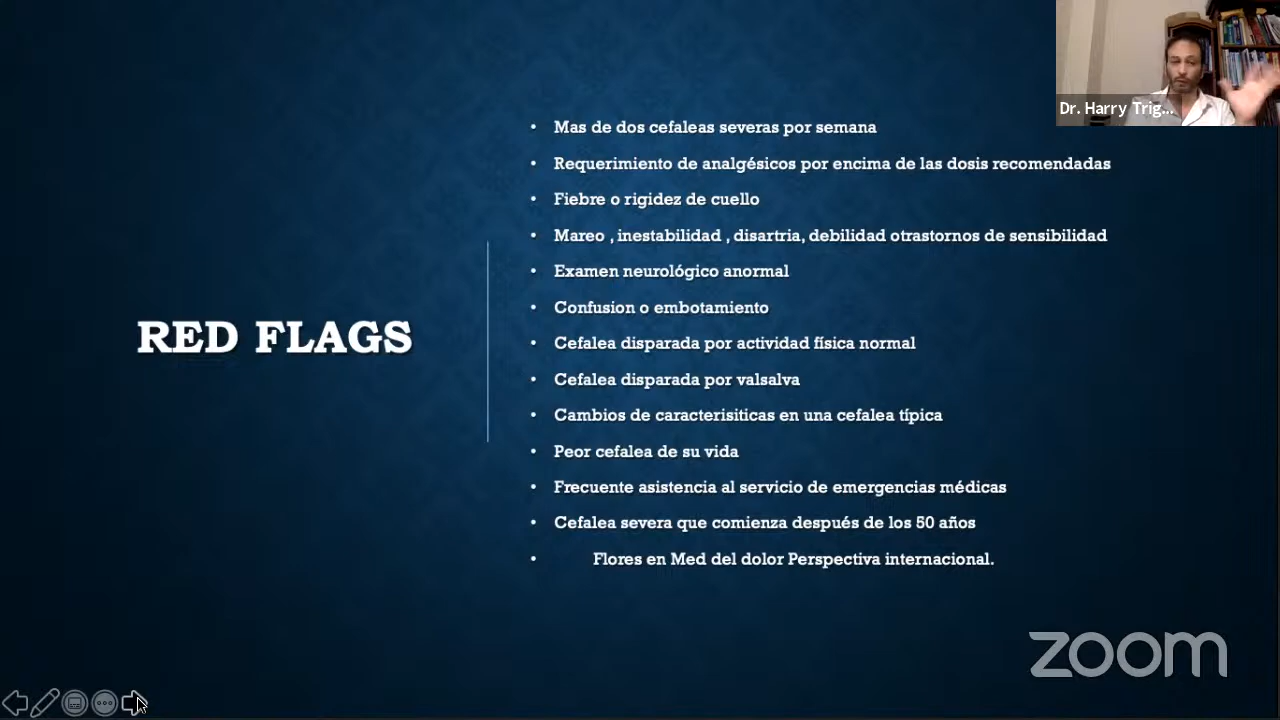 Dr. Harry Trig...
Mas de dos cefaleas severas por semana
Requerimiento de analgésicos por encima de las dosis recomendadas
Fiebre o rigidez de cuello
Mareo , inestabilidad , disartria, debilidad otrastornos de sensibilidad
Examen neurológico anormal
Confusion o embotamiento
RED FLAGS
Cefalea disparada por actividad física normal
Cefalea disparada por valsalva
Cambios de caracterisiticas en una cefalea típica
Peor cefalea de su vida
Frecuente asistencia al servicio de emergencias médicas
Cefalea severa que comienza después de los 50 años
Flores en Med del dolor Perspectiva internacional.
zoom